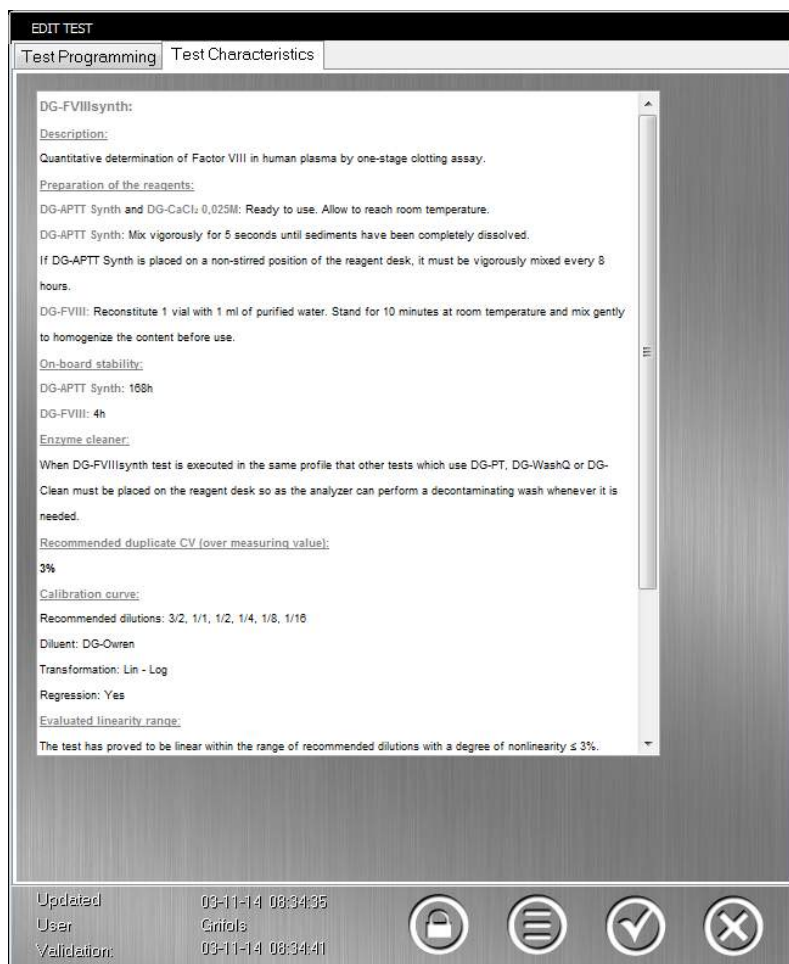 EDIT TEST
Test Programming Test Characteristics
DG-FVIIIsynth:
Description:
Quantitative determination of Factor VIII in human plasma by one-stage clotting assay.
Preparation of the reagents:
DG-APTT Synth and DG-CaCl₂ 0,025M: Ready to use. Allow to reach room temperature.
DG-APTT Synth: Mix vigorously for 5 seconds until sediments have been completely dissolved.
If DG-APTT Synth is placed on a non-stirred position of the reagent desk, it must be vigorously mixed every 8
hours.
DG-FVIII: Reconstitute 1 vial with 1 ml of purified water. Stand for 10 minutes at room temperature and mix gently
to homogenize the content before use.
On-board stability:
DG-APTT Synth: 168h
DG-FVIII: 4h
Enzyme cleaner:
When DG-FVIIIsynth test is executed in the same profile that other tests which use DG-PT, DG-WashQ or DG-
Clean must be placed on the reagent desk so as the analyzer can perform a decontaminating wash whenever it is
needed.
Recommended duplicate CV (over measuring value):
3%
Calibration curve:
Recommended dilutions: 3/2, 1/1, 1/2, 1/4, 1/8, 1/16
Diluent: DG-Owren
Transformation: Lin - Log
Regression: Yes
Evaluated linearity range:
The test has proved to be linear within the range of recommended dilutions with a degree of nonlinearity ≤ 3%.
Updated 03-11-14 08:34:35
User Grifols
Validation: 03-11-14 08:34:41